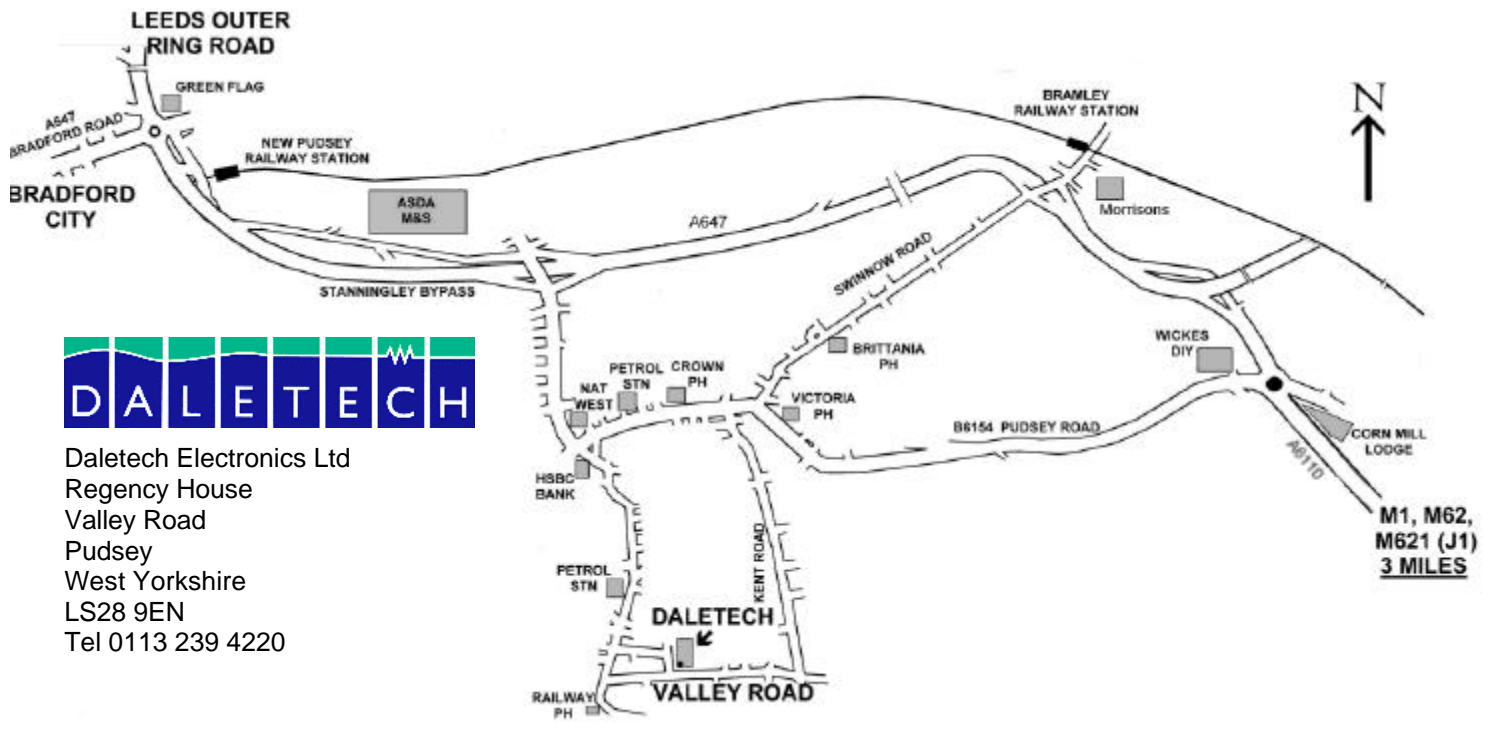 LEEDS OUTER
RING ROAD
GREEN FLAG
A647
BRADFORD ROAD
BRADFORD
CITY
NEW PUDSEY
RAILWAY STATION
ASDA
M&S
STANNINGLEY BYPASS
A647
BRAMLEY
RAILWAY STATION
N
Morrisons
SWINNOW ROAD
BRITTANIA
PH
WICKES
DIY
PETROL
STN
CROWN
PH
NAT
WEST
VICTORIA
PH
B6154 PUDSEY ROAD
CORN MILL
LODGE
A6110
M1, M62,
M621 (J1)
3 MILES
HSBC
BANK
KENT ROAD
PETROL
STN
DALETECH
VALLEY ROAD
RAILWAY
PH
DALETECH
Daletech Electronics Ltd
Regency House
Valley Road
Pudsey
West Yorkshire
LS28 9EN
Tel 0113 239 4220